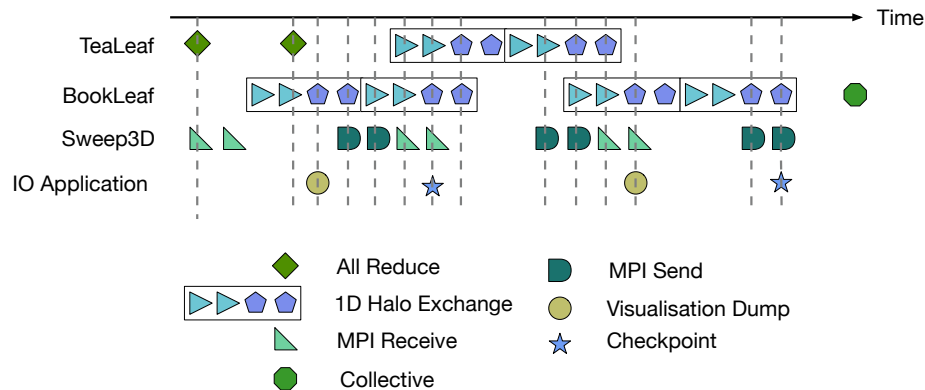 Time
TeaLeaf
BookLeaf
Sweep3D
IO Application
All Reduce
MPI Send
1D Halo Exchange
Visualisation Dump
MPI Receive
Checkpoint
Collective